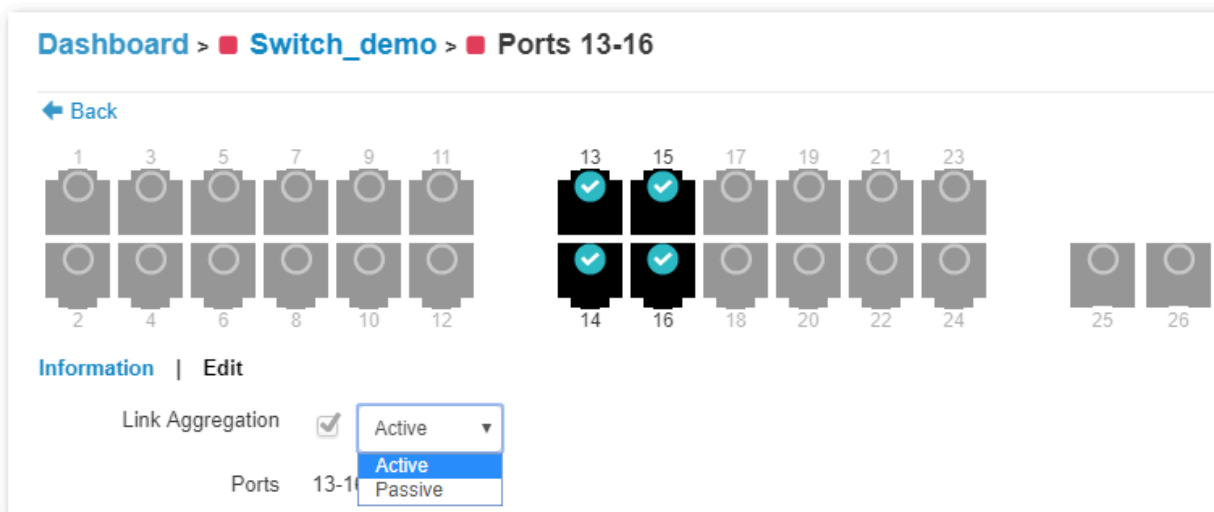 Dashboard > Switch_demo > Ports 13-16
Back
1 3 5 7 9 11 13 15 17 19 21 23
2 4 6 8 10 12 14 16 18 20 22 24 25 26
Information | Edit
Link Aggregation Active
Active
Ports 13-1
Passive